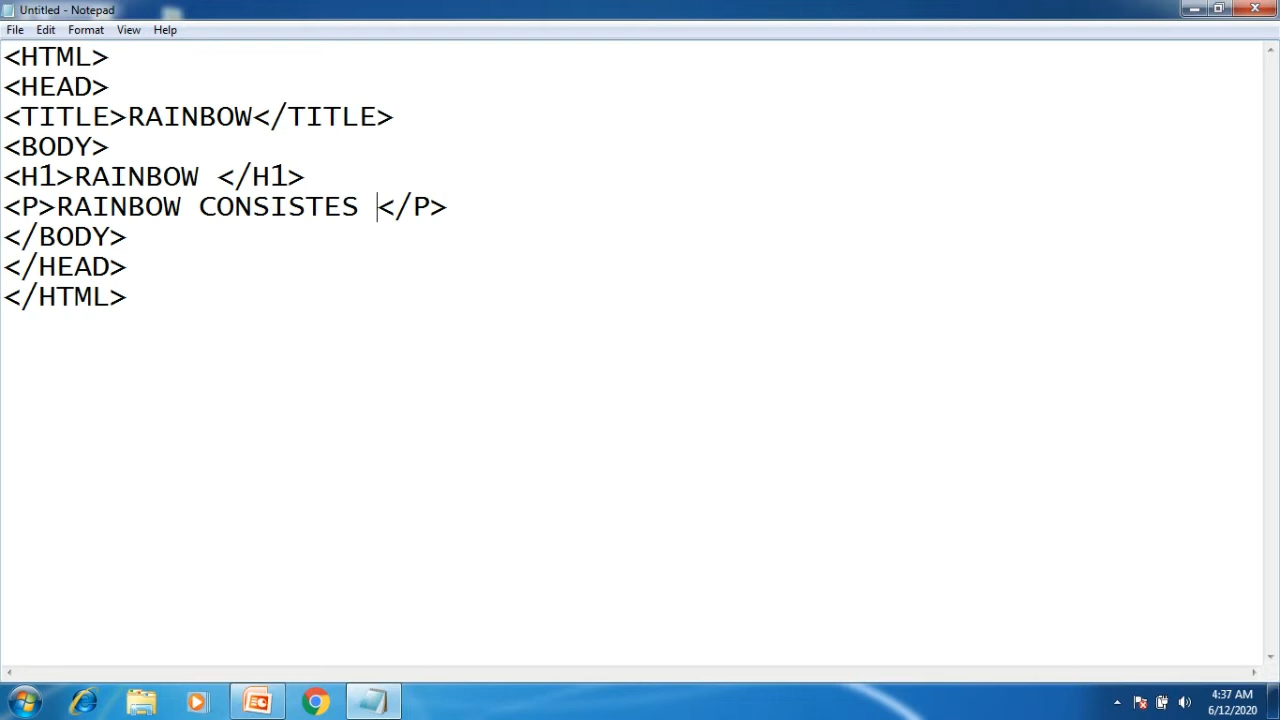 Untitled - Notepad
File Edit Format View Help
<HTML>
<HEAD>
<TITLE>RAINBOW</TITLE>
<BODY>
<H1>RAINBOW </H1>
<P>RAINBOW CONSISTES </P>
</BODY>
</HEAD>
</HTML>
4:37 AM
6/12/2020